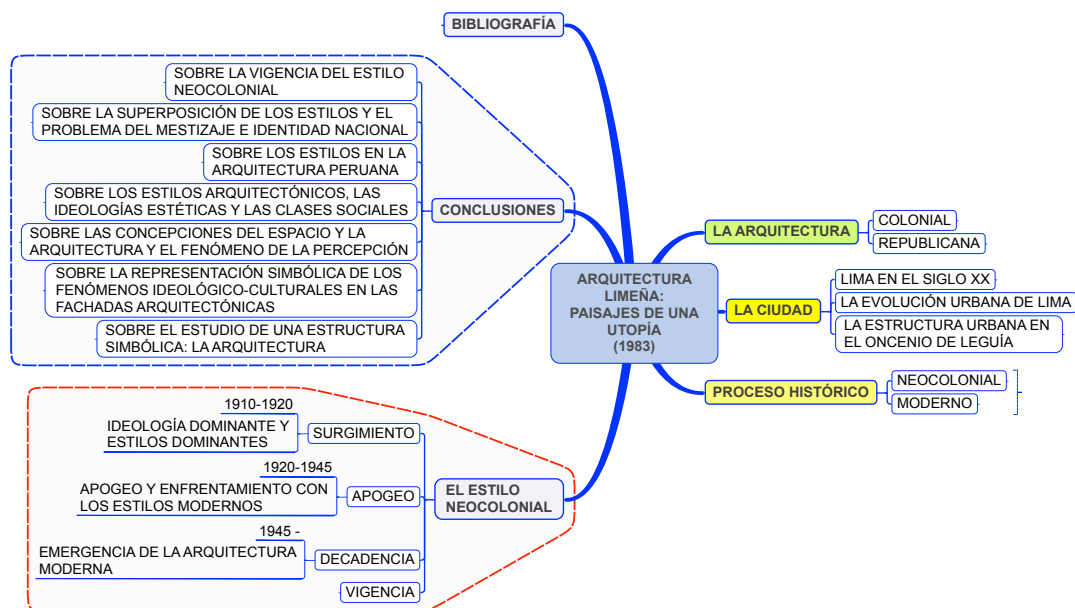 ARQUITECTURA
LIMEÑA:
PAISAJES DE UNA
UTOPÍA
(1983)
LA ARQUITECTURA
COLONIAL
REPUBLICANA
LA CIUDAD
LIMA EN EL SIGLO XX
LA EVOLUCIÓN URBANA DE LIMA
LA ESTRUCTURA URBANA EN
EL ONCENIO DE LEGUÍA
PROCESO HISTÓRICO
NEOCOLONIAL
MODERNO
EL ESTILO
NEOCOLONIAL
SURGIMIENTO
1910-1920
IDEOLOGÍA DOMINANTE Y
ESTILOS DOMINANTES
APOGEO
1920-1945
APOGEO Y ENFRENTAMIENTO CON
LOS ESTILOS MODERNOS
DECADENCIA
1945 -
EMERGENCIA DE LA ARQUITECTURA
MODERNA
VIGENCIA
CONCLUSIONES
SOBRE LA VIGENCIA DEL ESTILO
NEOCOLONIAL
SOBRE LA SUPERPOSICIÓN DE LOS ESTILOS Y EL
PROBLEMA DEL MESTIZAJE E IDENTIDAD NACIONAL
SOBRE LOS ESTILOS EN LA
ARQUITECTURA PERUANA
SOBRE LOS ESTILOS ARQUITECTÓNICOS, LAS
IDEOLOGÍAS ESTÉTICAS Y LAS CLASES SOCIALES
SOBRE LAS CONCEPCIONES DEL ESPACIO Y LA
ARQUITECTURA Y EL FENÓMENO DE LA PERCEPCIÓN
SOBRE LA REPRESENTACIÓN SIMBÓLICA DE LOS
FENÓMENOS IDEOLÓGICO-CULTURALES EN LAS
FACHADAS ARQUITECTÓNICAS
SOBRE EL ESTUDIO DE UNA ESTRUCTURA
SIMBÓLICA: LA ARQUITECTURA
BIBLIOGRAFÍA